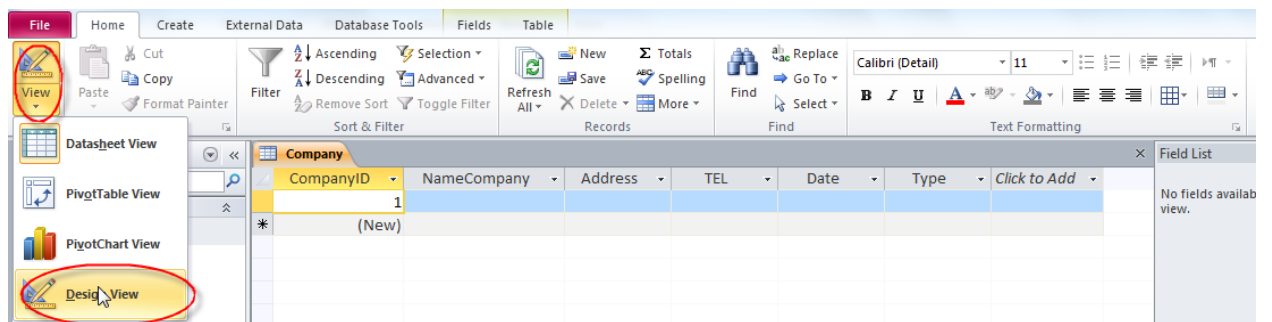 File Home Create External Data Database Tools Fields Table
View
Paste
Cut
Copy
Format Painter
Filter
Ascending
Descending
Remove Sort
Selection
Advanced
Toggle Filter
Sort & Filter
Refresh
All
New
Save
Delete
Totals
Spelling
More
Records
Find
Replace
Go To
Select
Find
Calibri (Detail) 11
B I U A
Text Formatting
Datasheet View
PivotTable View
PivotChart View
Design View
Company
CompanyID NameCompany Address TEL Date Type Click to Add
1
(New)
Field List
No fields availab
view.